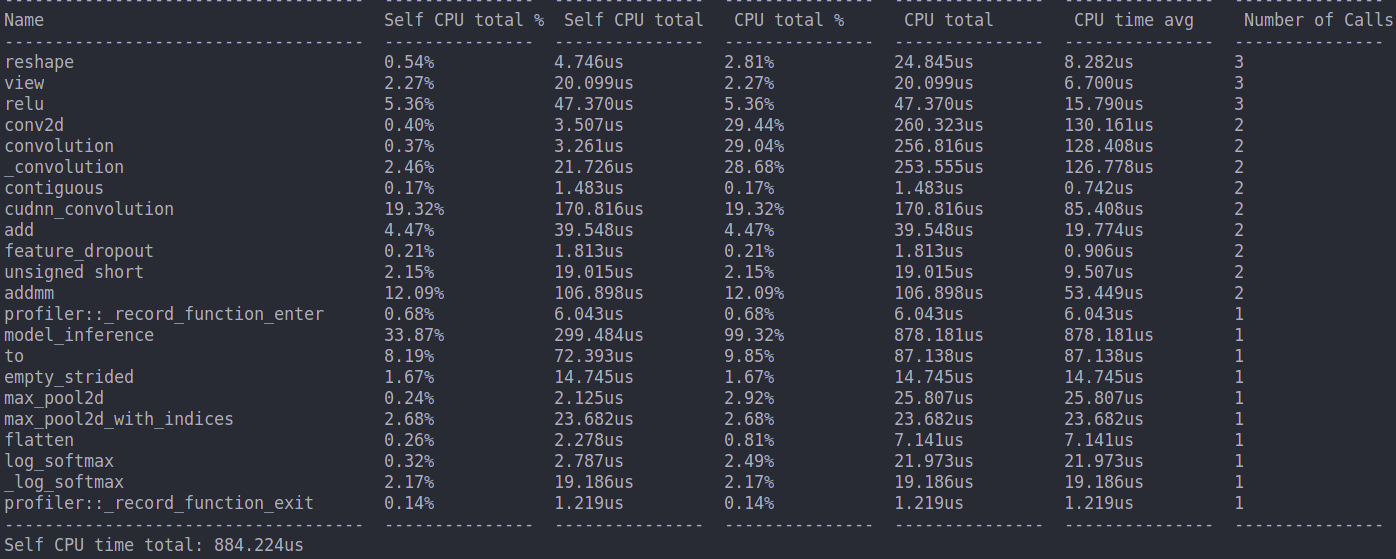 ------------------------------------  ---------------  ---------------  ---------------  ---------------  ---------------  ---------------
Name                                  Self CPU total %  Self CPU total   CPU total %      CPU total        CPU time avg     Number of Calls
------------------------------------  ---------------  ---------------  ---------------  ---------------  ---------------  ---------------
reshape                               0.54%            4.746us          2.81%            24.845us         8.282us          3
view                                  2.27%            20.099us         2.27%            20.099us         6.700us          3
relu                                  5.36%            47.370us         5.36%            47.370us         15.790us         3
conv2d                                0.40%            3.507us          29.44%           260.323us        130.161us        2
convolution                           0.37%            3.261us          29.04%           256.816us        128.408us        2
_convolution                          2.46%            21.726us         28.68%           253.555us        126.778us        2
contiguous                            0.17%            1.483us          0.17%            1.483us          0.742us          2
cudnn_convolution                     19.32%           170.816us        19.32%           170.816us        85.408us         2
add                                   4.47%            39.548us         4.47%            39.548us         19.774us         2
feature_dropout                       0.21%            1.813us          0.21%            1.813us          0.906us          2
unsigned short                        2.15%            19.015us         2.15%            19.015us         9.507us          2
addmm                                 12.09%           106.898us        12.09%           106.898us        53.449us         2
profiler::_record_function_enter      0.68%            6.043us          0.68%            6.043us          6.043us          1
model_inference                       33.87%           299.484us        99.32%           878.181us        878.181us        1
to                                    8.19%            72.393us         9.85%            87.138us         87.138us         1
empty_strided                         1.67%            14.745us         1.67%            14.745us         14.745us         1
max_pool2d                            0.24%            2.125us          2.92%            25.807us         25.807us         1
max_pool2d_with_indices               2.68%            23.682us         2.68%            23.682us         23.682us         1
flatten                               0.26%            2.278us          0.81%            7.141us          7.141us          1
log_softmax                           0.32%            2.787us          2.49%            21.973us         21.973us         1
_log_softmax                          2.17%            19.186us         2.17%            19.186us         19.186us         1
profiler::_record_function_exit       0.14%            1.219us          0.14%            1.219us          1.219us          1
------------------------------------  ---------------  ---------------  ---------------  ---------------  ---------------  ---------------
Self CPU time total: 884.224us